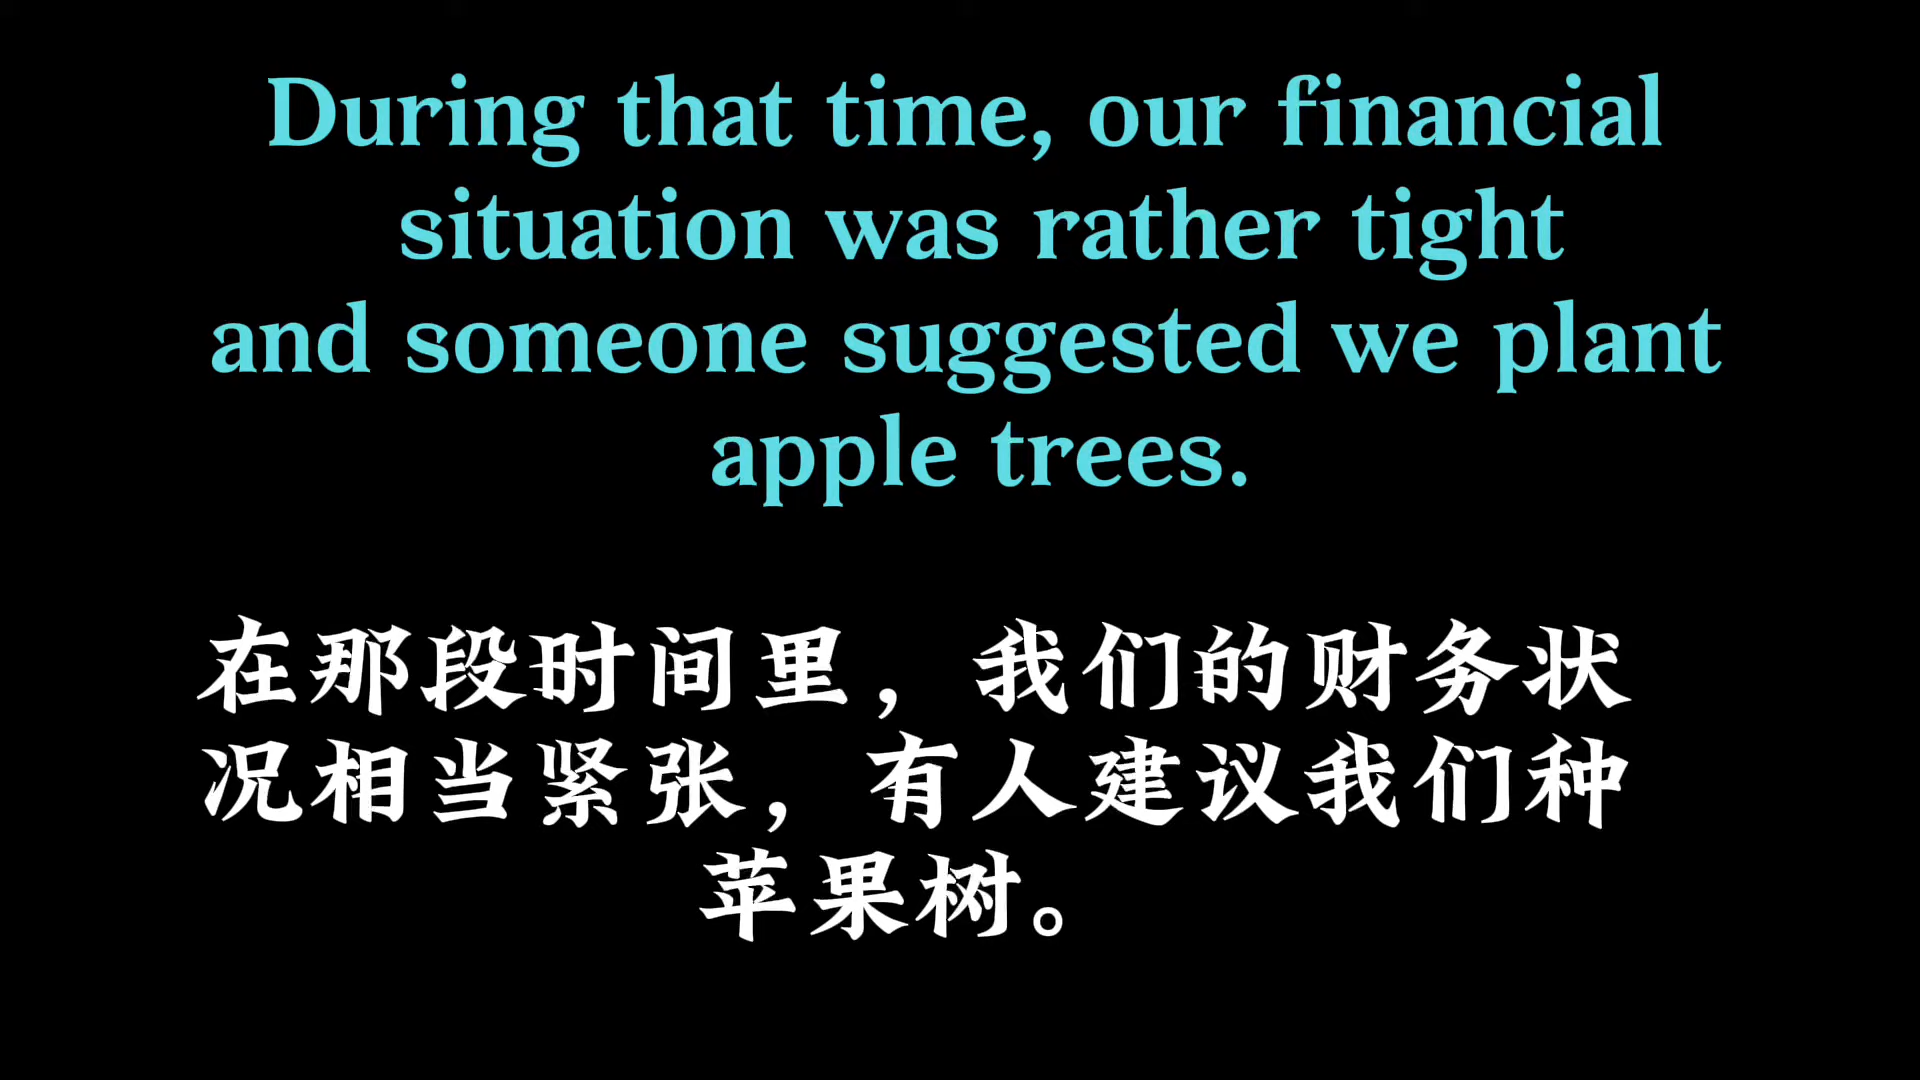 During that time, our financial
situation was rather tight
and someone suggested we plant
apple trees.
在那段时间里，我们的财务状
况相当紧张，有人建议我们种
苹果树。